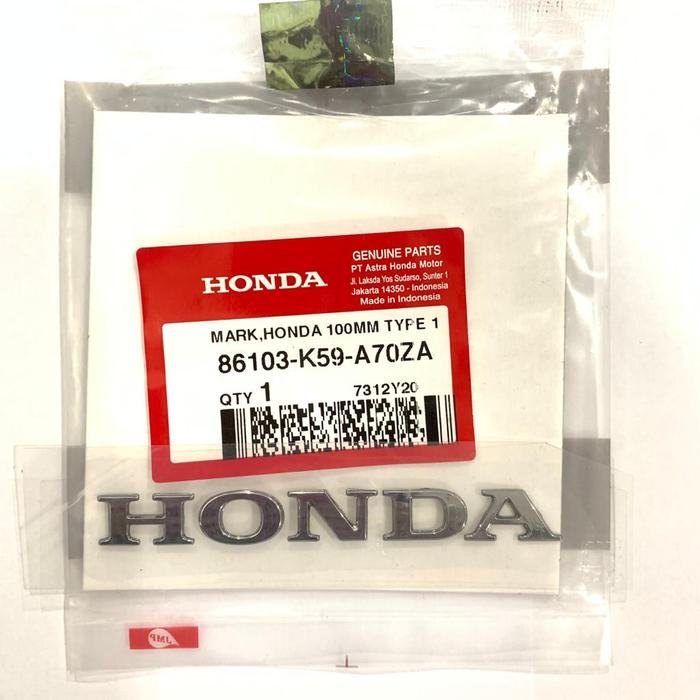 HONDA
GENUINE PARTS
PT Astra Honda Motor
Jl. Laksda Yos Sudarso, Sunter 1
Jakarta 14350 - Indonesia
Made in Indonesia
MARK,HONDA 100MM TYPE 1
86103-K59-A70ZA
QTY 1 7312Y20
HONDA
JMP